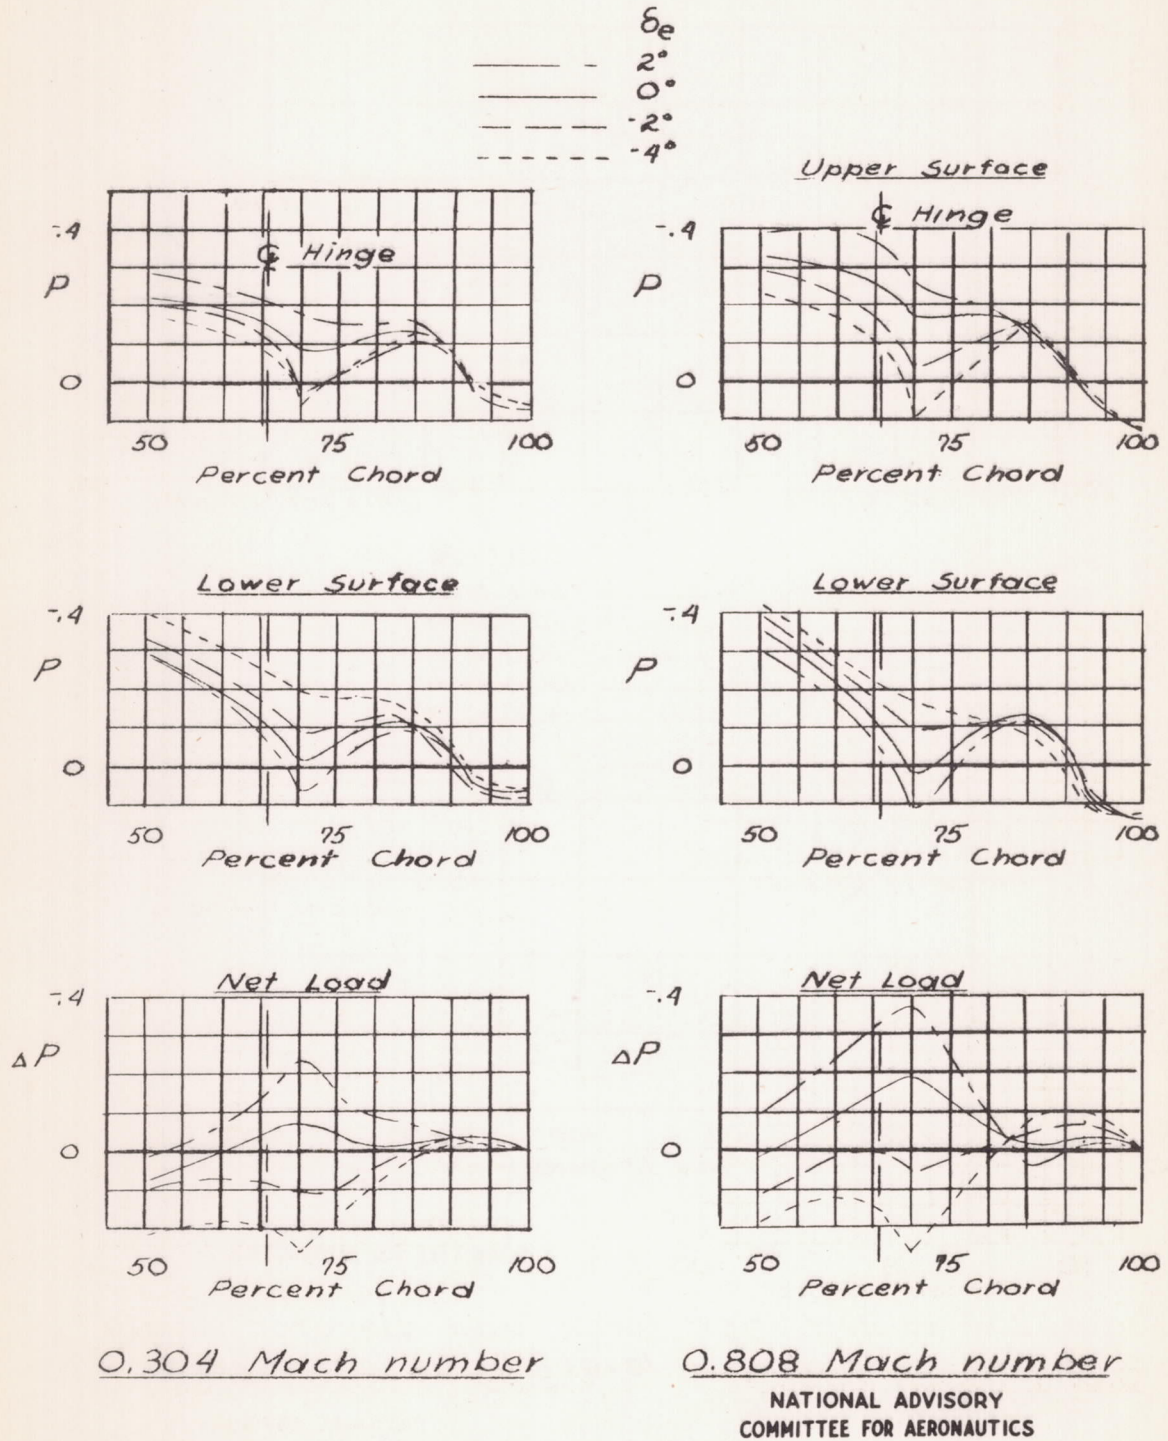 δe
2°
0°
-2°
-4°
Upper Surface
-.4
℄ Hinge
P
0
50 75 100
Percent Chord
-.4
℄ Hinge
P
0
50 75 100
Percent Chord
Lower Surface
-.4
P
0
50 75 100
Percent Chord
Lower Surface
-.4
P
0
50 75 100
Percent Chord
Net Load
-.4
△P
0
50 75 100
Percent Chord
Net Load
-.4
△P
0
50 75 100
Percent Chord
0.304 Mach number
0.808 Mach number
NATIONAL ADVISORY
COMMITTEE FOR AERONAUTICS